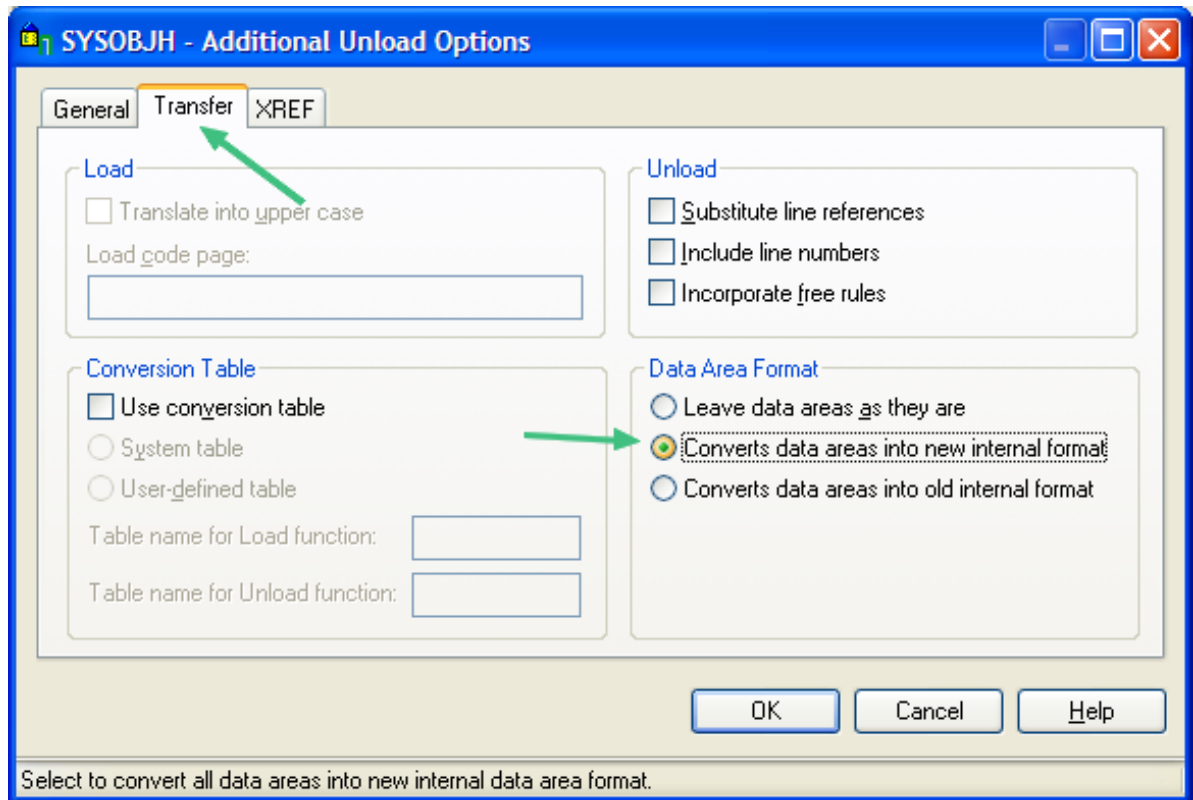 SYSOBJH - Additional Unload Options
General Transfer XREF
Load
Translate into upper case
Load code page:
Unload
Substitute line references
Include line numbers
Incorporate free rules
Conversion Table
Use conversion table
System table
User-defined table
Table name for Load function:
Table name for Unload function:
Data Area Format
Leave data areas as they are
Converts data areas into new internal format
Converts data areas into old internal format
OK Cancel Help
Select to convert all data areas into new internal data area format.